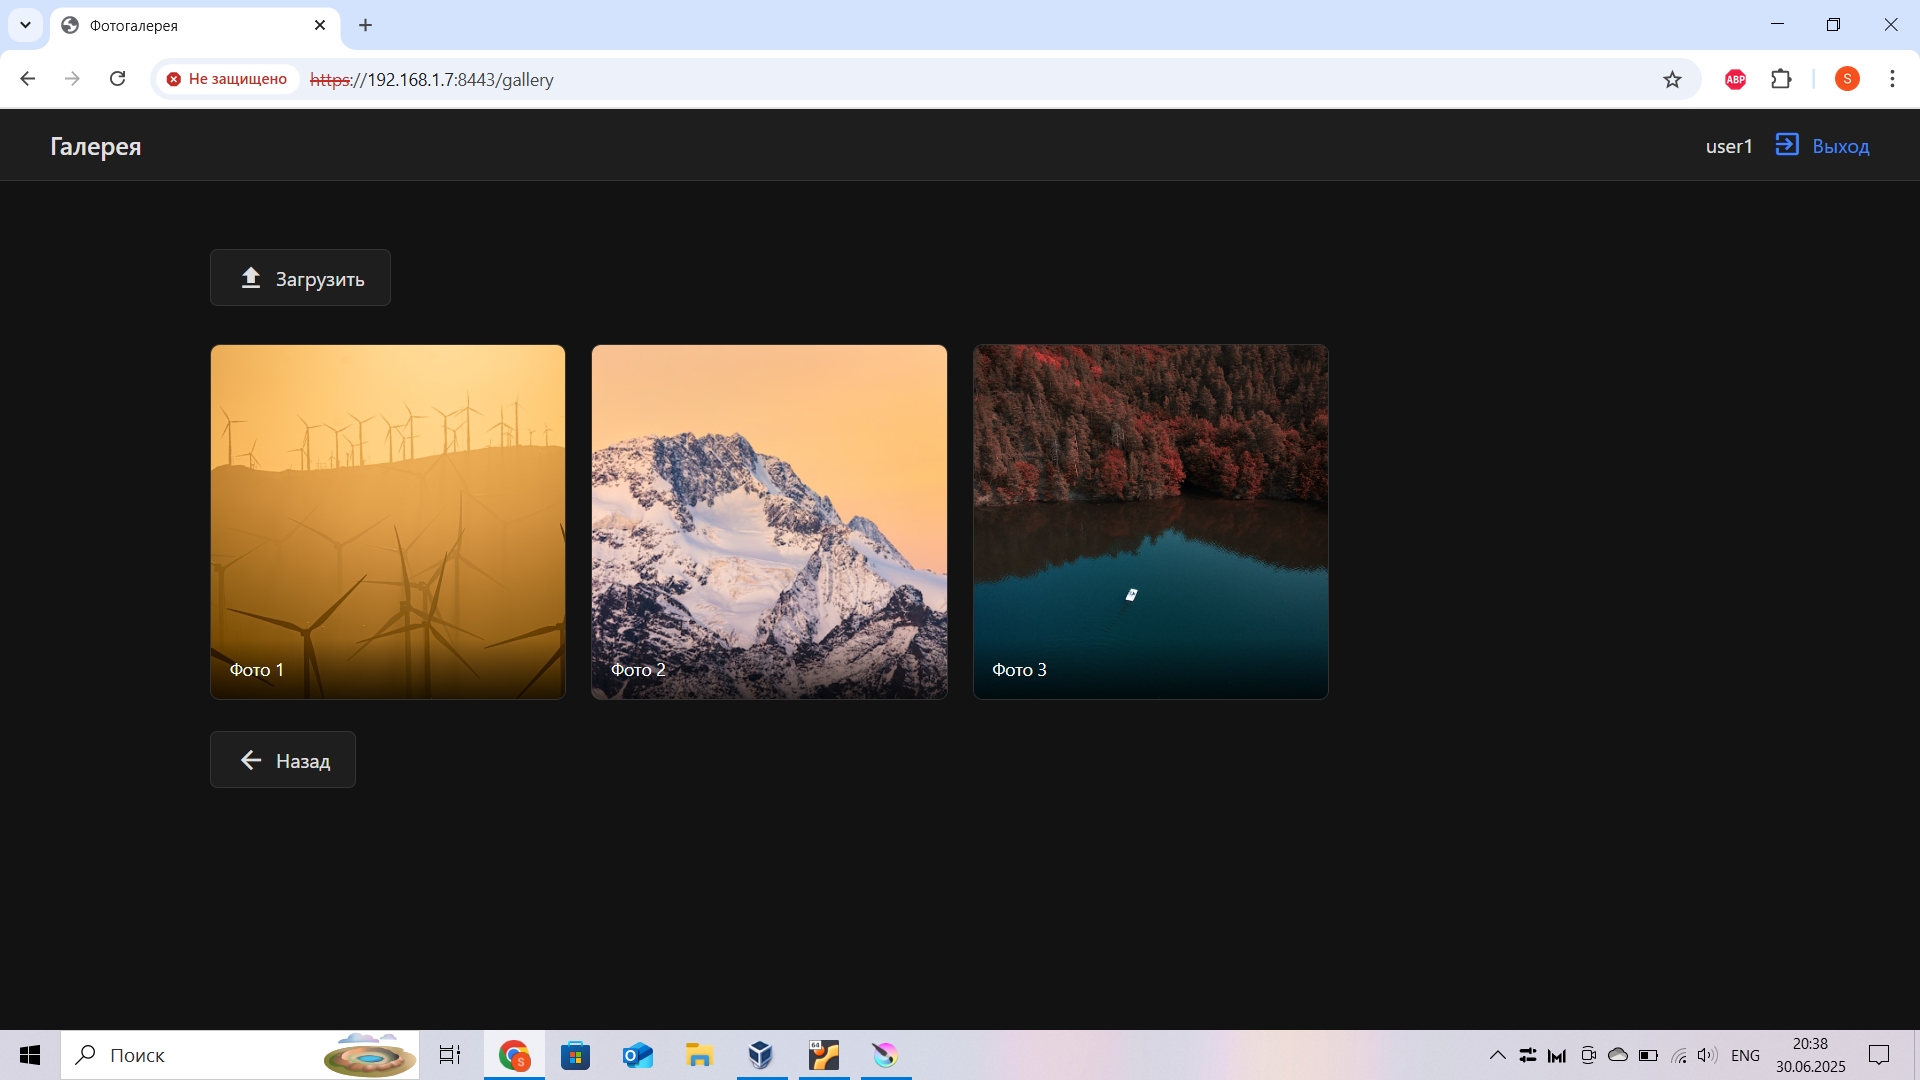 Фотогалерея
Не защищено https://192.168.1.7:8443/gallery
ABP
S
Галерея
user1 Выход
Загрузить
Фото 1
Фото 2
Фото 3
Назад
Поиск
S
64
ENG
20:38
30.06.2025